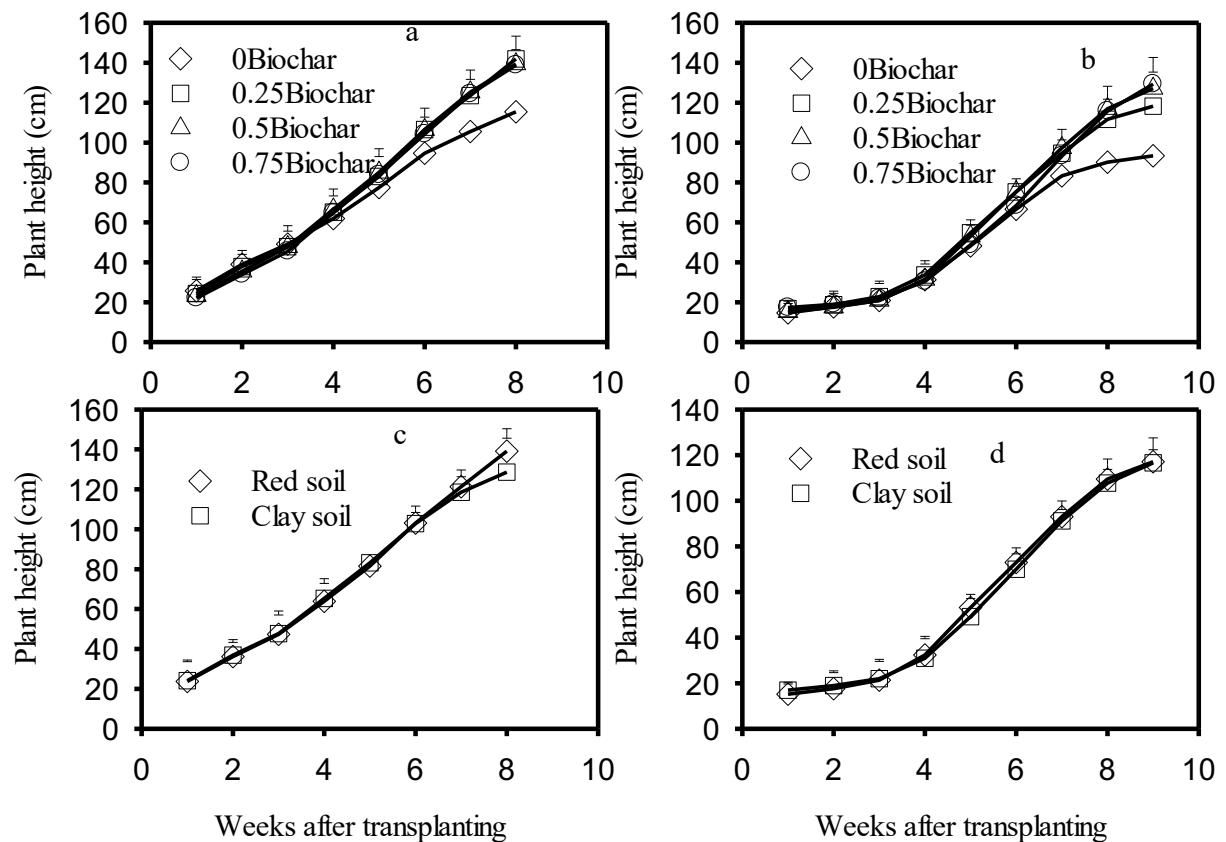 a
0Biochar
0.25Biochar
0.5Biochar
0.75Biochar
Plant height (cm)
160
140
120
100
80
60
40
20
0
0 2 4 6 8 10
b
0Biochar
0.25Biochar
0.5Biochar
0.75Biochar
Plant height (cm)
160
140
120
100
80
60
40
20
0
0 2 4 6 8 10
c
Red soil
Clay soil
Plant height (cm)
160
140
120
100
80
60
40
20
0
0 2 4 6 8 10
Weeks after transplanting
d
Red soil
Clay soil
Plant height (cm)
140
120
100
80
60
40
20
0
0 2 4 6 8 10
Weeks after transplanting